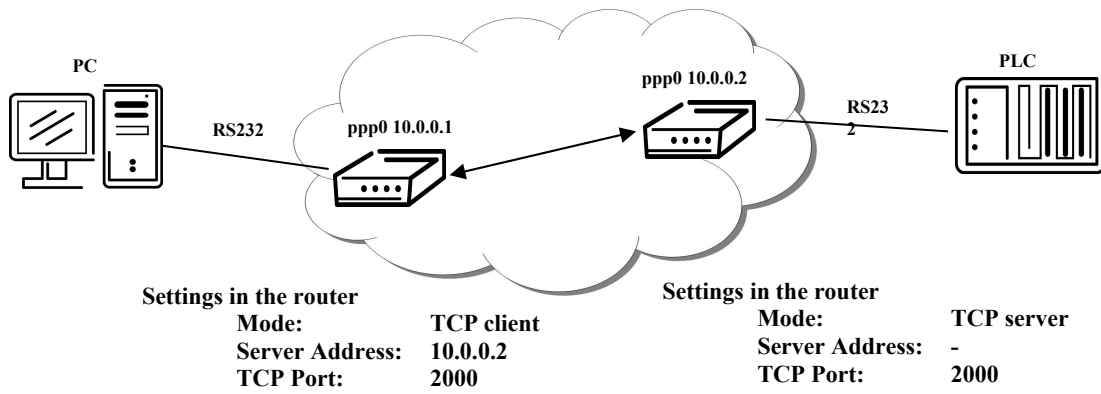 PC
PLC
ppp0 10.0.0.2
RS232
ppp0 10.0.0.1
RS23
2
Settings in the router
Mode: TCP client
Server Address: 10.0.0.2
TCP Port: 2000
Settings in the router
Mode: TCP server
Server Address: -
TCP Port: 2000